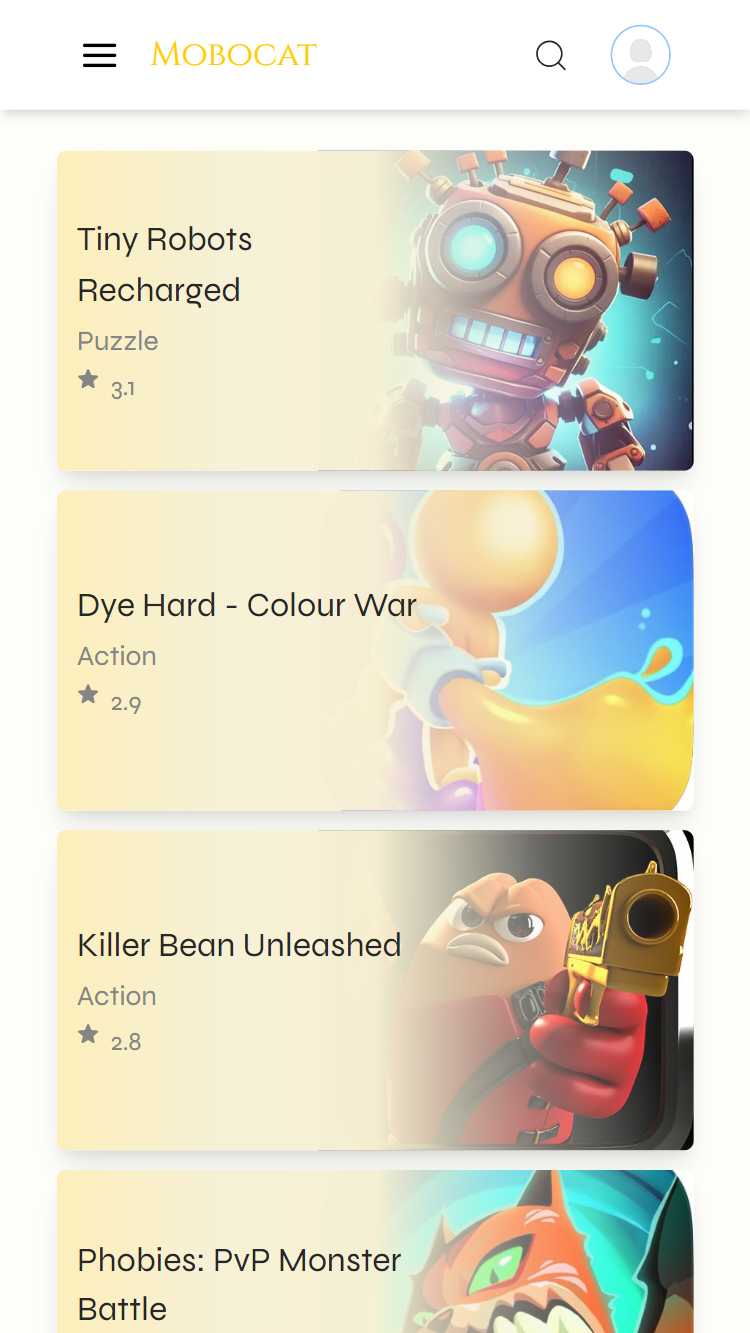 Mobocat
Tiny Robots
Recharged
Puzzle
3.1
Dye Hard - Colour War
Action
2.9
Killer Bean Unleashed
Action
2.8
Phobies: PvP Monster
Battle